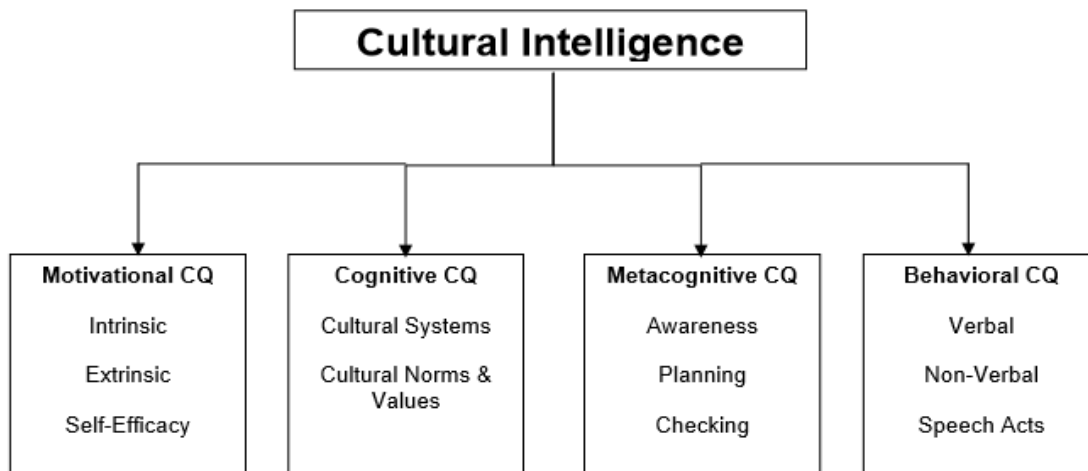 Cultural Intelligence
Motivational CQ
Intrinsic
Extrinsic
Self-Efficacy
Cognitive CQ
Cultural Systems
Cultural Norms &
Values
Metacognitive CQ
Awareness
Planning
Checking
Behavioral CQ
Verbal
Non-Verbal
Speech Acts